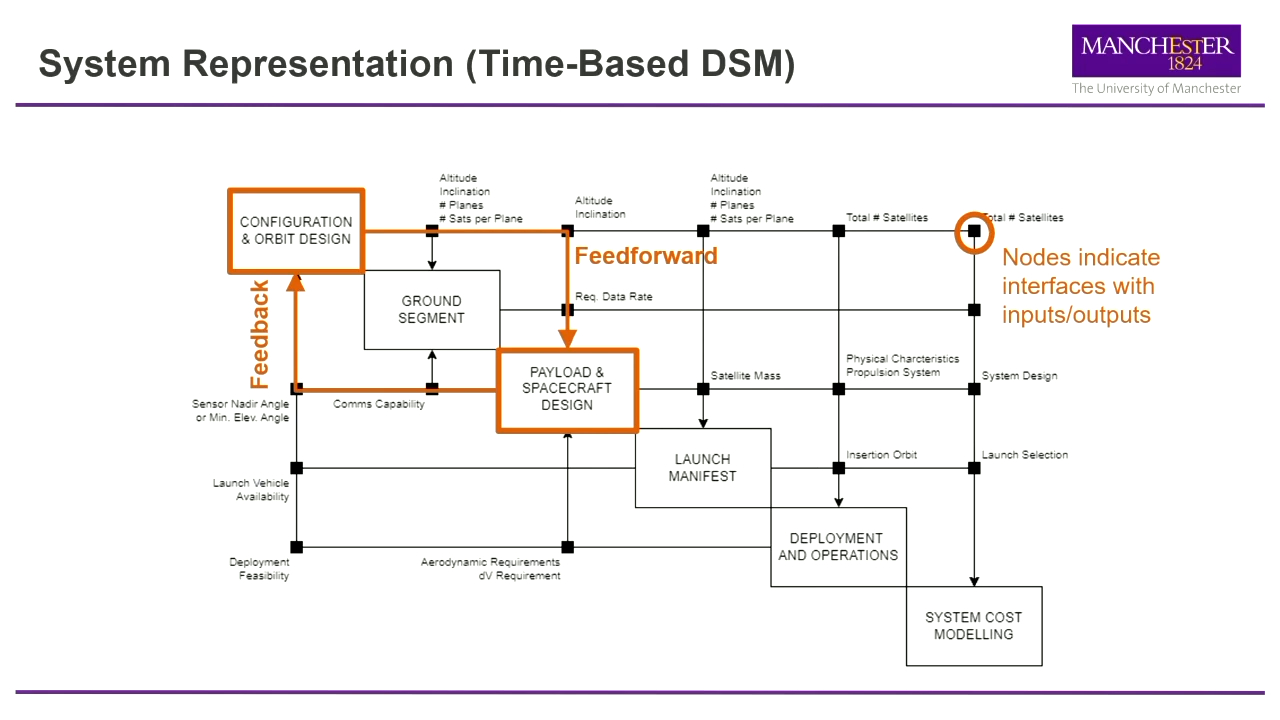 System Representation (Time-Based DSM)
MANCHESTER
1824
The University of Manchester
CONFIGURATION
& ORBIT DESIGN
Altitude
Inclination
# Planes
# Sats per Plane
Altitude
Inclination
Altitude
Inclination
# Planes
# Sats per Plane
Total # Satellites
Total # Satellites
Feedforward
Nodes indicate
interfaces with
inputs/outputs
Feedback
GROUND
SEGMENT
Req. Data Rate
PAYLOAD &
SPACECRAFT
DESIGN
Satellite Mass
Physical Charcteristics
Propulsion System
System Design
Sensor Nadir Angle
or Min. Elev. Angle
Comms Capability
LAUNCH
MANIFEST
Insertion Orbit
Launch Selection
Launch Vehicle
Availability
DEPLOYMENT
AND OPERATIONS
Deployment
Feasibility
Aerodynamic Requirements
dV Requirement
SYSTEM COST
MODELLING